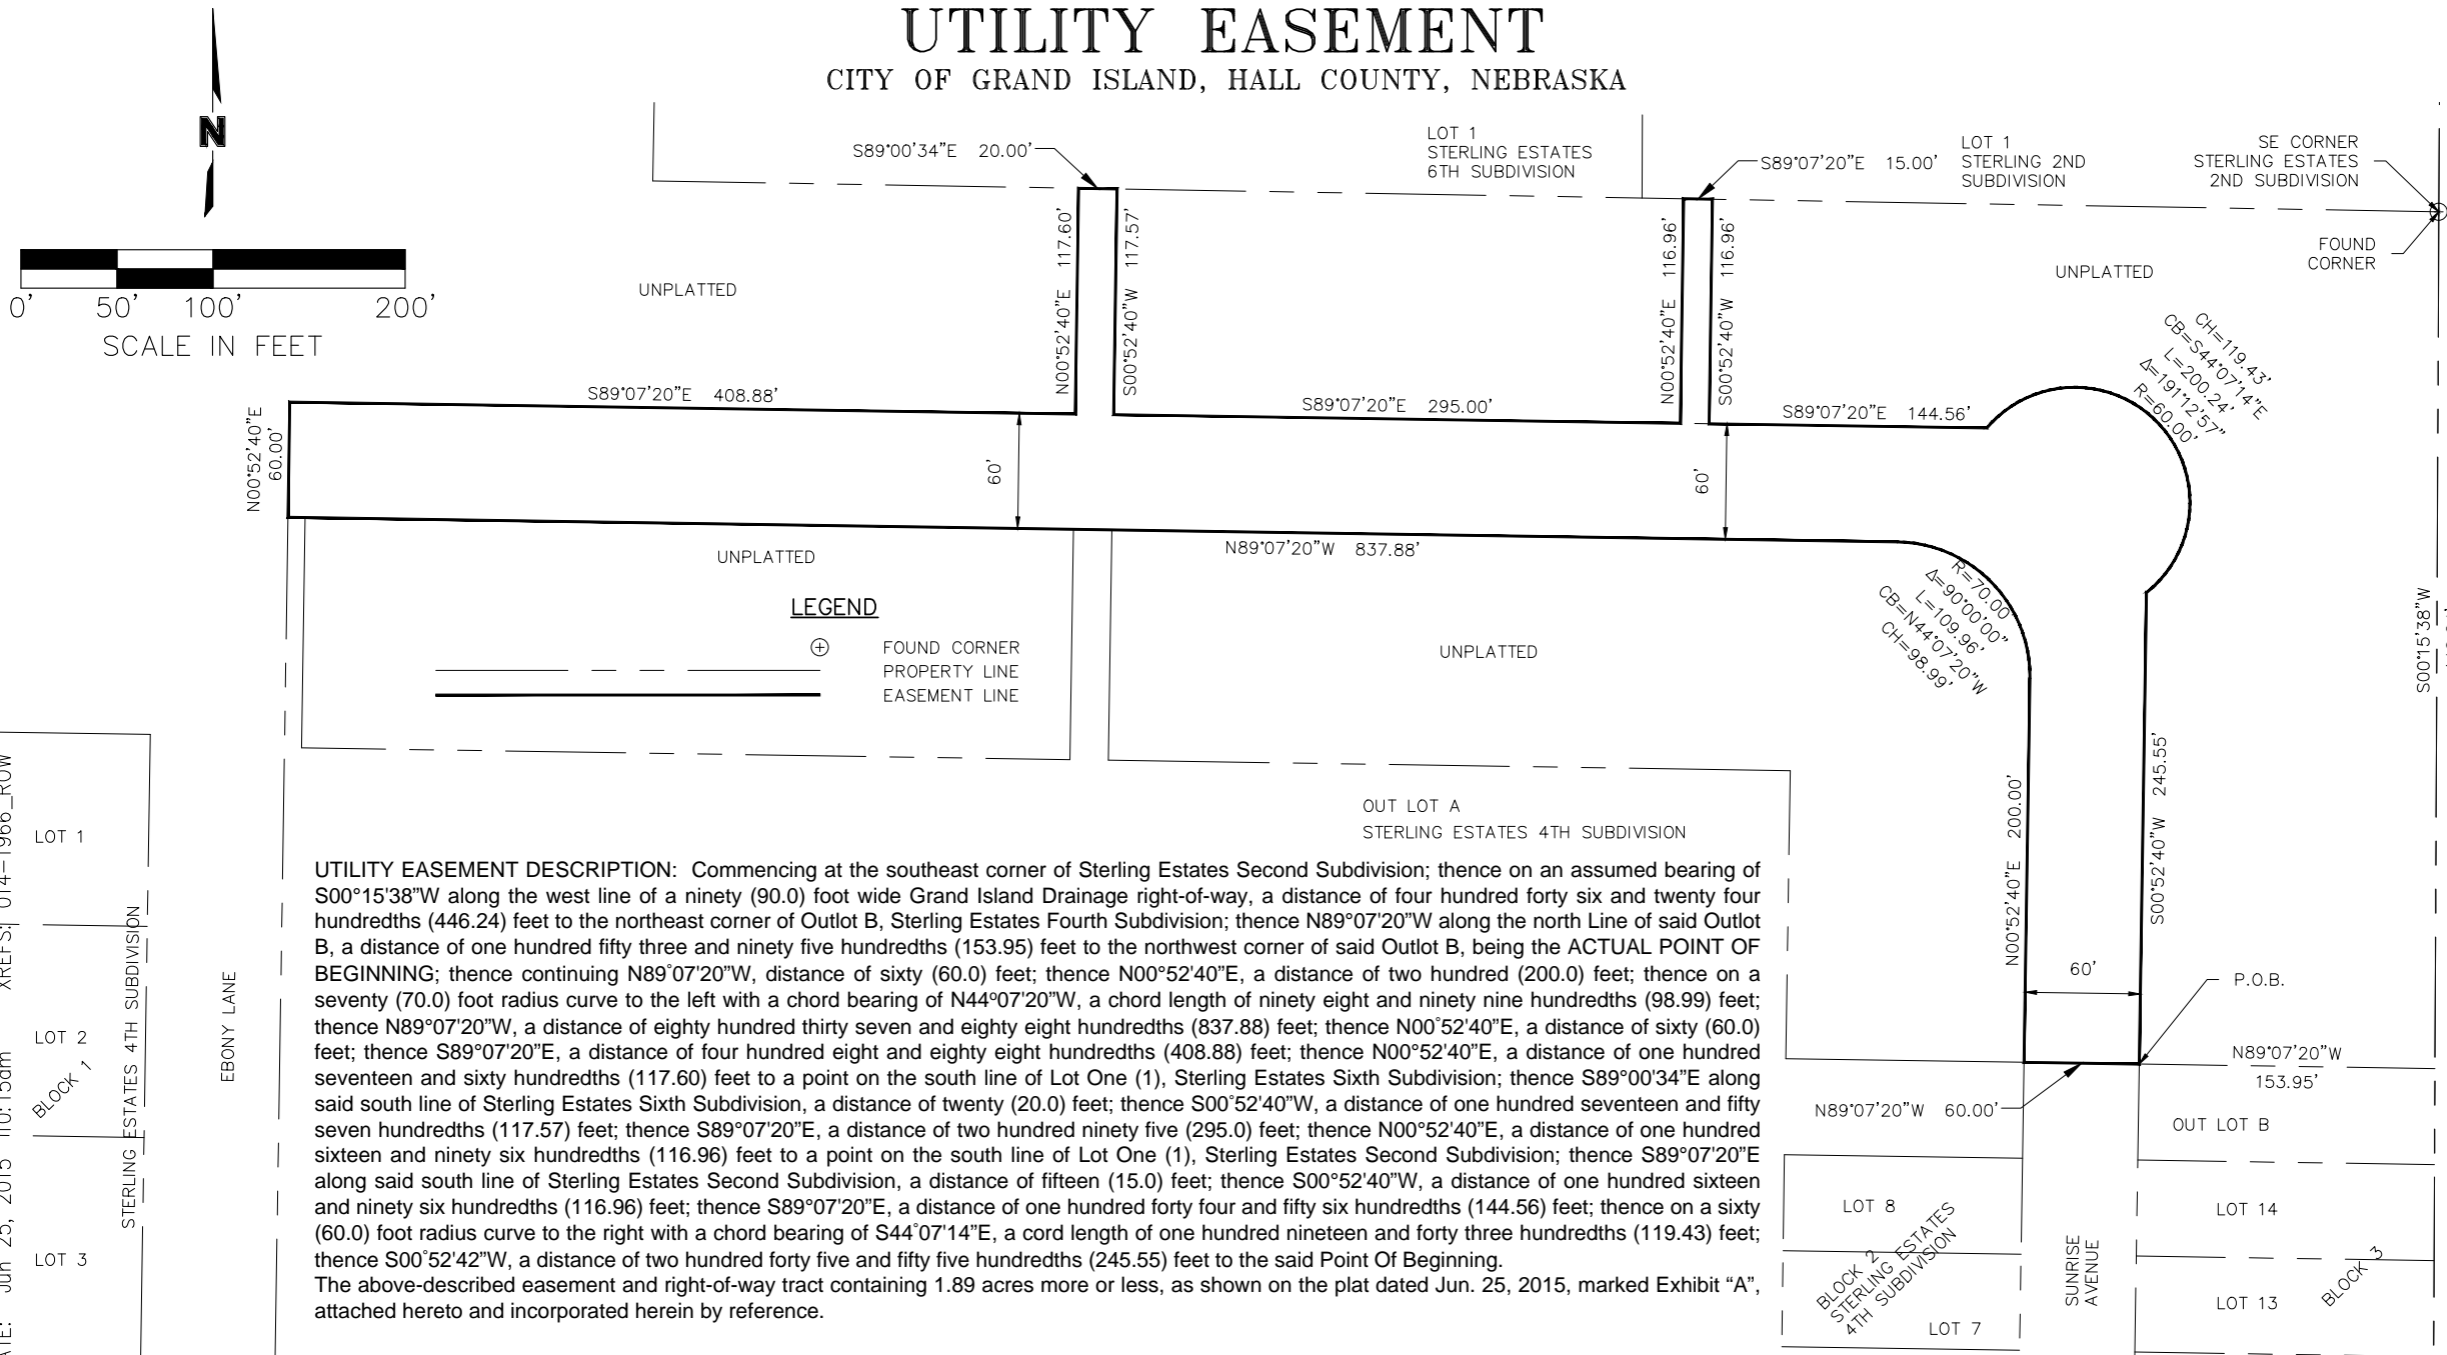 UTILITY EASEMENT
CITY OF GRAND ISLAND, HALL COUNTY, NEBRASKA
N
0' 50' 100' 200'
SCALE IN FEET
S89°00'34"E 20.00'
LOT 1
STERLING ESTATES
6TH SUBDIVISION
S89°07'20"E 15.00'
LOT 1
STERLING 2ND
SUBDIVISION
SE CORNER
STERLING ESTATES
2ND SUBDIVISION
FOUND
CORNER
UNPLATTED
N00°52'40"E 117.60'
S00°52'40"W 117.57'
N00°52'40"E 116.96'
S00°52'40"W 116.96'
UNPLATTED
CH=119.43'
CB=S44°07'14"E
L=200.24'
Δ=191°12'57"
R=60.00'
S89°07'20"E 408.88'
S89°07'20"E 295.00'
S89°07'20"E 144.56'
N00°52'40"E
60.00'
60'
60'
UNPLATTED
N89°07'20"W 837.88'
R=70.00'
Δ=90°00'00"
L=109.96'
CB=N44°07'20"W
CH=98.99'
S00°15'38"W
LEGEND
FOUND CORNER
PROPERTY LINE
EASEMENT LINE
UNPLATTED
N00°52'40"E 200.00'
S00°52'40"W 245.55'
OUT LOT A
STERLING ESTATES 4TH SUBDIVISION
UTILITY EASEMENT DESCRIPTION: Commencing at the southeast corner of Sterling Estates Second Subdivision; thence on an assumed bearing of
S00°15'38”W along the west line of a ninety (90.0) foot wide Grand Island Drainage right-of-way, a distance of four hundred forty six and twenty four
hundredths (446.24) feet to the northeast corner of Outlot B, Sterling Estates Fourth Subdivision; thence N89°07'20”W along the north Line of said Outlot
B, a distance of one hundred fifty three and ninety five hundredths (153.95) feet to the northwest corner of said Outlot B, being the ACTUAL POINT OF
BEGINNING; thence continuing N89°07'20”W, distance of sixty (60.0) feet; thence N00°52'40”E, a distance of two hundred (200.0) feet; thence on a
seventy (70.0) foot radius curve to the left with a chord bearing of N44º07'20”W, a chord length of ninety eight and ninety nine hundredths (98.99) feet;
thence N89°07'20”W, a distance of eighty hundred thirty seven and eighty eight hundredths (837.88) feet; thence N00°52'40”E, a distance of sixty (60.0)
feet; thence S89°07'20”E, a distance of four hundred eight and eighty eight hundredths (408.88) feet; thence N00°52'40”E, a distance of one hundred
seventeen and sixty hundredths (117.60) feet to a point on the south line of Lot One (1), Sterling Estates Sixth Subdivision; thence S89°00'34”E along
said south line of Sterling Estates Sixth Subdivision, a distance of twenty (20.0) feet; thence S00°52'40”W, a distance of one hundred seventeen and fifty
seven hundredths (117.57) feet; thence S89°07'20”E, a distance of two hundred ninety five (295.0) feet; thence N00°52'40”E, a distance of one hundred
sixteen and ninety six hundredths (116.96) feet to a point on the south line of Lot One (1), Sterling Estates Second Subdivision; thence S89°07'20”E
along said south line of Sterling Estates Second Subdivision, a distance of fifteen (15.0) feet; thence S00°52'40”W, a distance of one hundred sixteen
and ninety six hundredths (116.96) feet; thence S89°07'20”E, a distance of one hundred forty four and fifty six hundredths (144.56) feet; thence on a sixty
(60.0) foot radius curve to the right with a chord bearing of S44°07'14”E, a cord length of one hundred nineteen and forty three hundredths (119.43) feet;
thence S00°52'42”W, a distance of two hundred forty five and fifty five hundredths (245.55) feet to the said Point Of Beginning.
The above-described easement and right-of-way tract containing 1.89 acres more or less, as shown on the plat dated Jun. 25, 2015, marked Exhibit “A”,
attached hereto and incorporated herein by reference.
60'
P.O.B.
N89°07'20"W
153.95'
N89°07'20"W 60.00'
OUT LOT B
LOT 8
BLOCK 2
STERLING ESTATES
4TH SUBDIVISION
LOT 7
SUNRISE
AVENUE
LOT 14
LOT 13
BLOCK 3
LOT 1
LOT 2
BLOCK 1
LOT 3
STERLING ESTATES 4TH SUBDIVISION
EBONY LANE
Jun 25, 2015